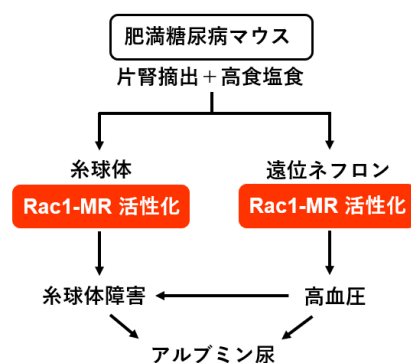 肥満糖尿病マウス
片腎摘出＋高食塩食
糸球体
遠位ネフロン
Rac1-MR 活性化
Rac1-MR 活性化
糸球体障害
高血圧
アルブミン尿